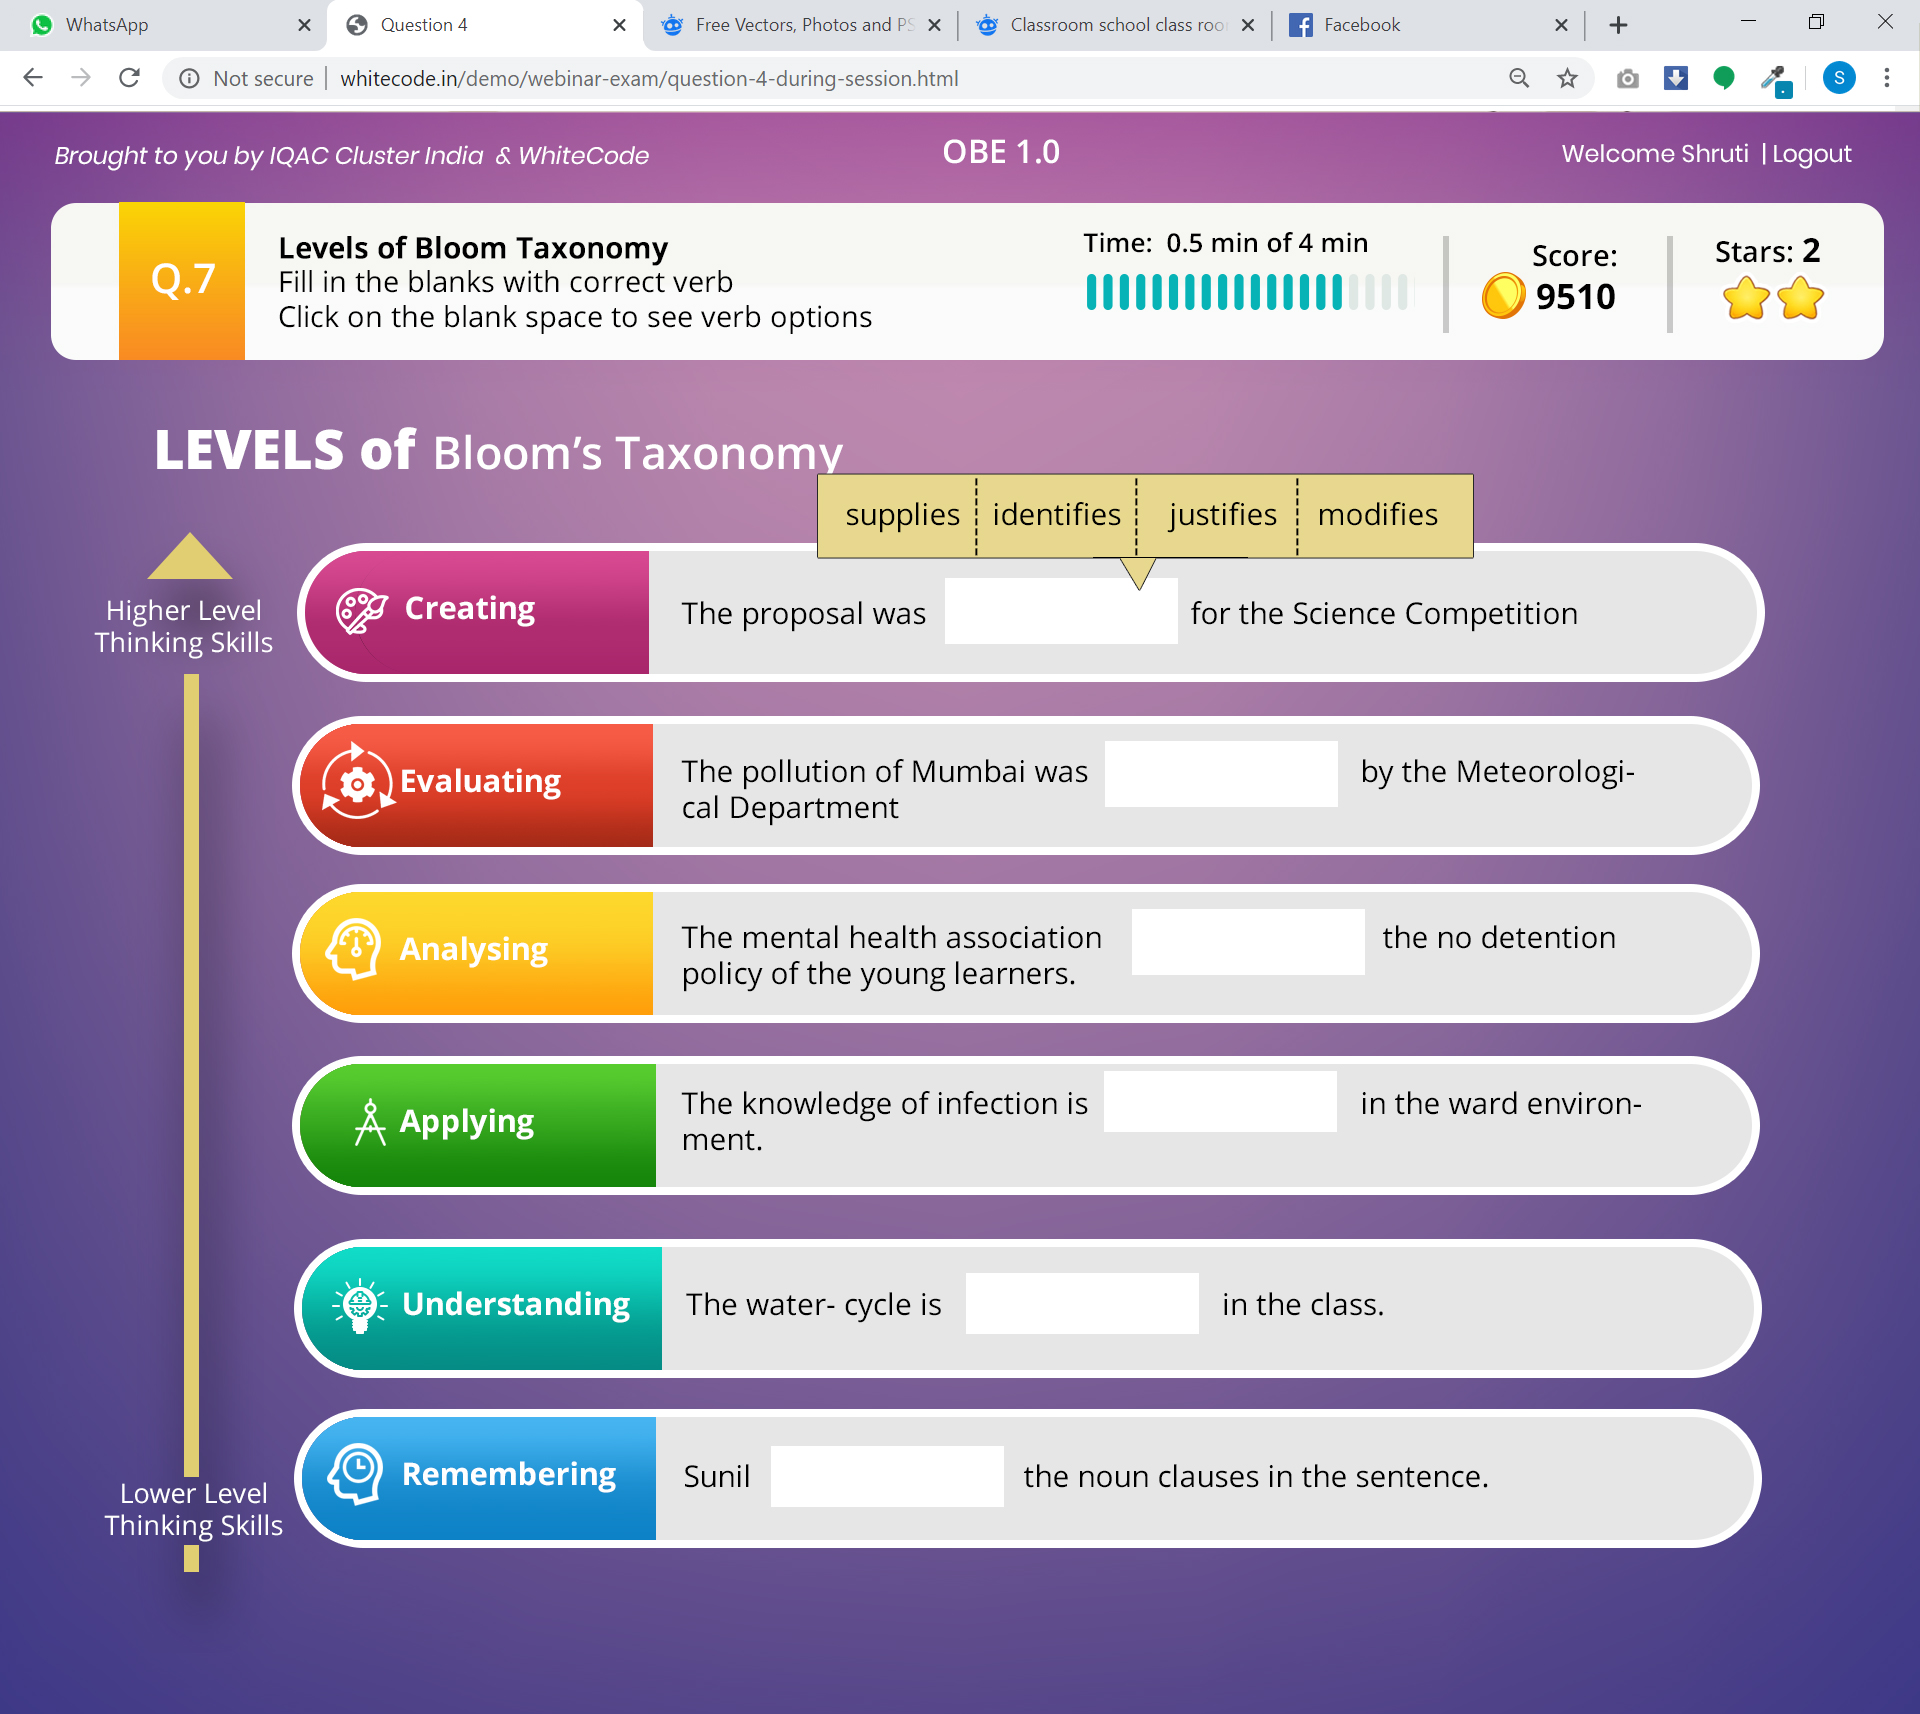 WhatsApp
Question 4
Free Vectors, Photos and PS
Classroom school class roo
Facebook
Not secure
whitecode.in/demo/webinar-exam/question-4-during-session.html
S
Brought to you by IQAC Cluster India & WhiteCode
OBE 1.0
Welcome Shruti | Logout
Q.7
Levels of Bloom Taxonomy
Fill in the blanks with correct verb
Click on the blank space to see verb options
Time: 0.5 min of 4 min
Score:
9510
Stars: 2
LEVELS of Bloom's Taxonomy
supplies identifies justifies modifies
Higher Level
Thinking Skills
Creating
The proposal was for the Science Competition
Evaluating
The pollution of Mumbai was by the Meteorologi-
cal Department
Analysing
The mental health association the no detention
policy of the young learners.
Applying
The knowledge of infection is in the ward environ-
ment.
Understanding
The water- cycle is in the class.
Remembering
Sunil the noun clauses in the sentence.
Lower Level
Thinking Skills